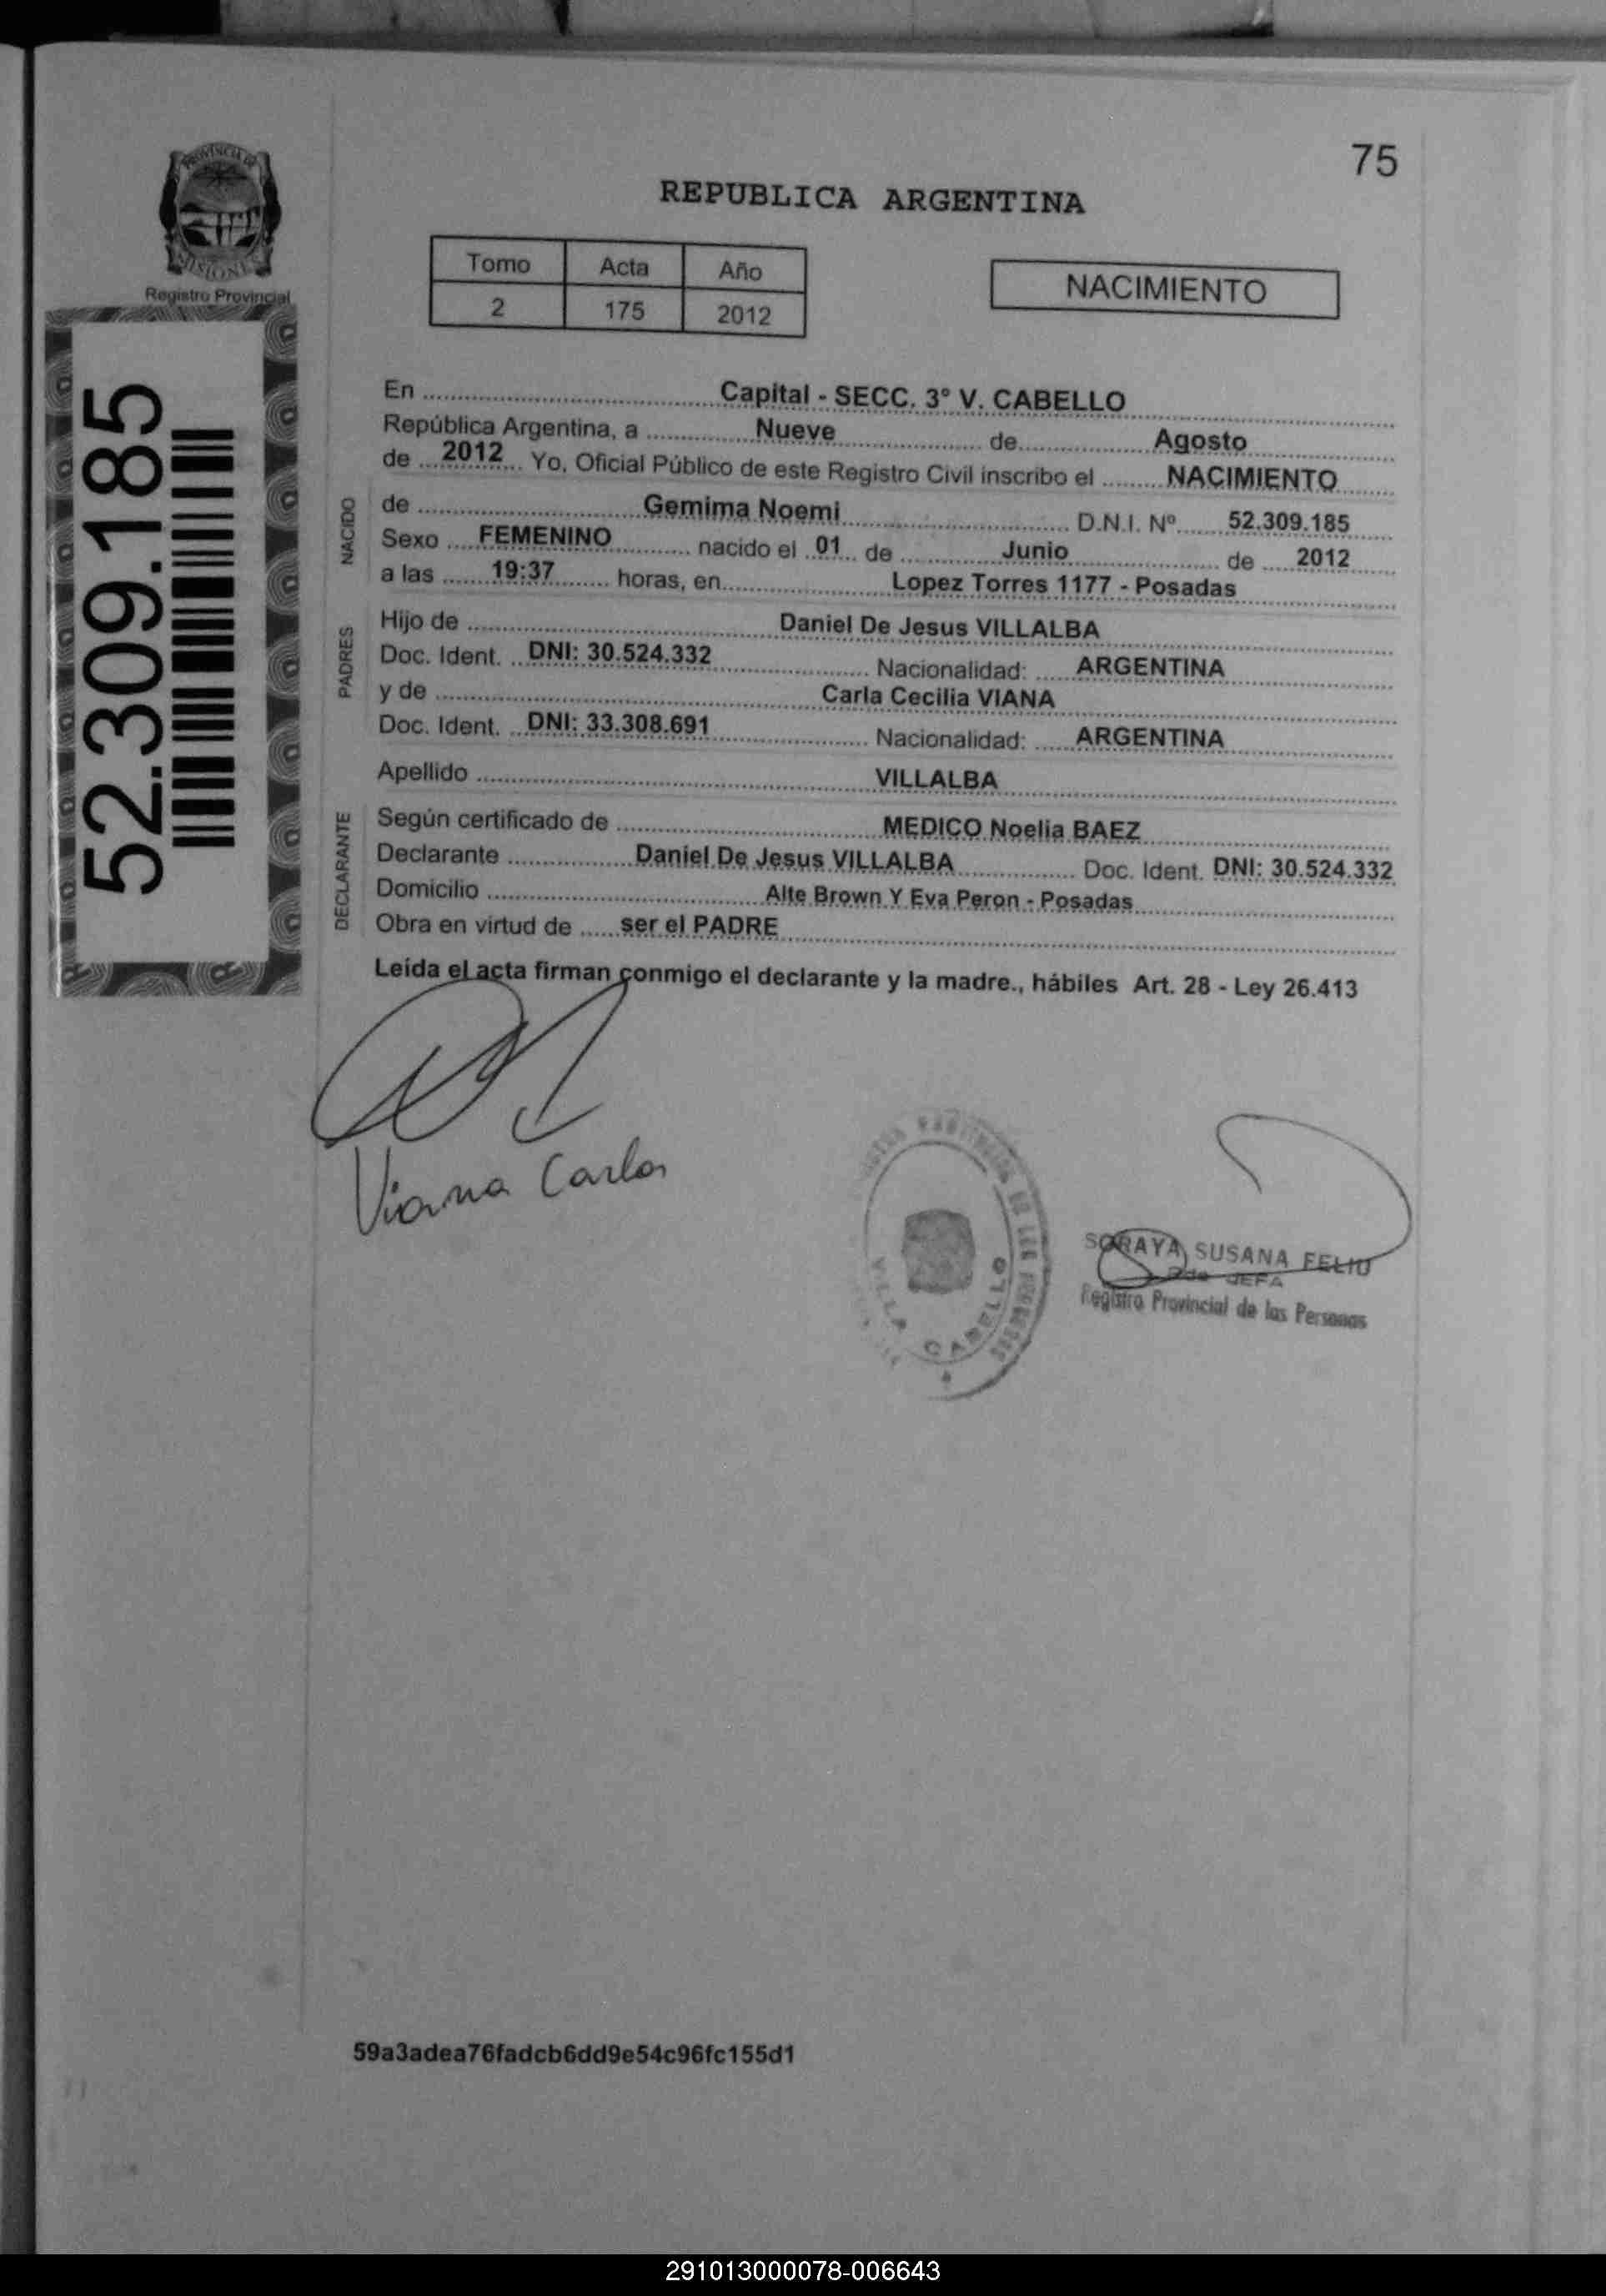 75
PROVINCIA DE
MISIONES
Registro Provincial
REPUBLICA ARGENTINA
Tomo Acta Año
2 175 2012
NACIMIENTO
52.309.185
En Capital - SECC. 3º V. CABELLO
República Argentina, a Nueve de Agosto
de 2012 Yo, Oficial Público de este Registro Civil inscribo el NACIMIENTO
NACIDO
de Gemima Noemi D.N.I. Nº 52.309.185
Sexo FEMENINO nacido el 01 de Junio de 2012
a las 19:37 horas, en Lopez Torres 1177 - Posadas
PADRES
Hijo de Daniel De Jesus VILLALBA
Doc. Ident. DNI: 30.524.332 Nacionalidad: ARGENTINA
y de Carla Cecilia VIANA
Doc. Ident. DNI: 33.308.691 Nacionalidad: ARGENTINA
Apellido VILLALBA
DECLARANTE
Según certificado de MEDICO Noelia BAEZ
Declarante Daniel De Jesus VILLALBA Doc. Ident. DNI: 30.524.332
Domicilio Alte Brown Y Eva Peron - Posadas
Obra en virtud de ser el PADRE
Leída el acta firman conmigo el declarante y la madre., hábiles Art. 28 - Ley 26.413
Viana Carla
VILLA CABELLO
SORAYA SUSANA FELIU
JEFA
Registro Provincial de las Personas
59a3adea76fadcb6dd9e54c96fc155d1
291013000078-006643